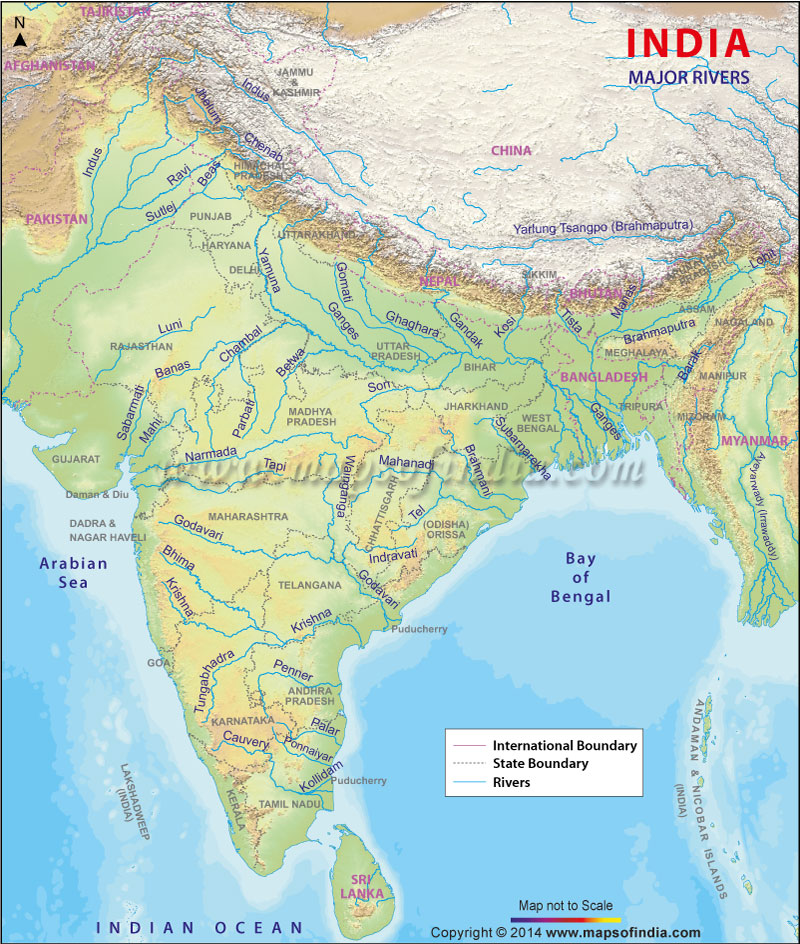 TAJIKISTAN
N
INDIA
MAJOR RIVERS
AFGHANISTAN
JAMMU
&
KASHMIR
Indus
Jhelum
Chenab
CHINA
Indus
Ravi
Beas
HIMACHAL
PRADESH
PAKISTAN
Sutlej
PUNJAB
UTTARAKHAND
Yarlung Tsangpo (Brahmaputra)
HARYANA
DELHI
Yamuna
Gomati
NEPAL
SIKKIM
BHUTAN
Manas
Lohit
Ganges
Ghaghara
Gandak
Kosi
Tista
ASSAM
NAGALAND
Luni
RAJASTHAN
Chambal
UTTAR
PRADESH
Brahmaputra
MEGHALAYA
Banas
Betwa
BIHAR
BANGLADESH
Barak
MANIPUR
Son
Sabarmati
Mahi
Parbati
MADHYA
PRADESH
JHARKHAND
WEST
BENGAL
Ganges
TRIPURA
MIZORAM
MYANMAR
GUJARAT
Narmada
Tapi
Wainganga
Mahanadi
Brahmani
Subarnarekha
www.mapsofindia.com
Daman & Diu
DADRA &
NAGAR HAVELI
MAHARASHTRA
CHHATTISGARH
Tel
(ODISHA)
ORISSA
Ayeyarwady (Irrawaddy)
Godavari
Indravati
Arabian
Sea
Bhima
Krishna
TELANGANA
Godavari
Bay
of
Bengal
Krishna
Puducherry
GOA
Tungabhadra
Penner
ANDHRA
PRADESH
KARNATAKA
Palar
Cauvery
Ponnaiyar
Kollidam
Puducherry
International Boundary
State Boundary
Rivers
LAKSHADWEEP
(INDIA)
KERALA
TAMIL NADU
ANDAMAN & NICOBAR ISLANDS
(INDIA)
SRI
LANKA
INDIAN OCEAN
Map not to Scale
Copyright © 2014 www.mapsofindia.com